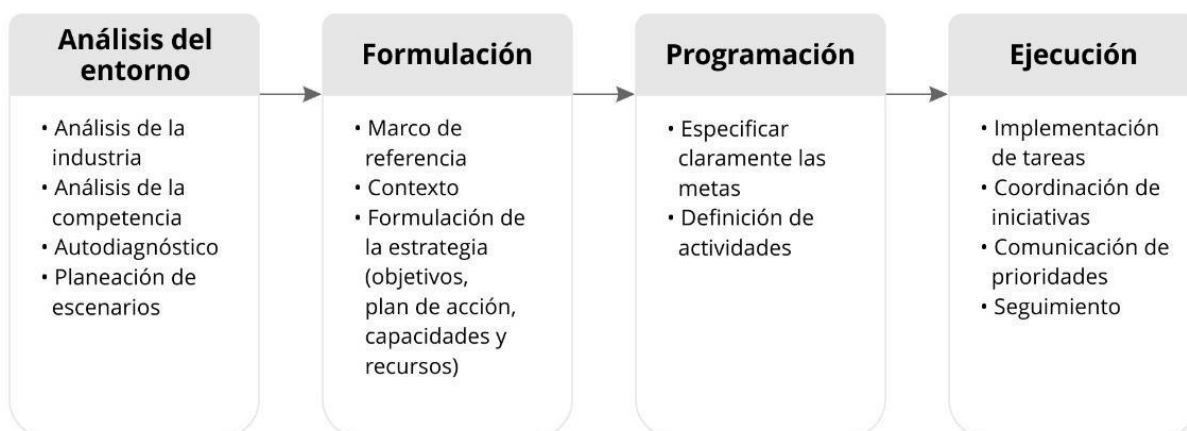 Análisis del
entorno
• Análisis de la
industria
• Análisis de la
competencia
• Autodiagnóstico
• Planeación de
escenarios
Formulación
• Marco de
referencia
• Contexto
• Formulación de
la estrategia
(objetivos,
plan de acción,
capacidades y
recursos)
Programación
• Especificar
claramente las
metas
• Definición de
actividades
Ejecución
• Implementación
de tareas
• Coordinación de
iniciativas
• Comunicación de
prioridades
• Seguimiento